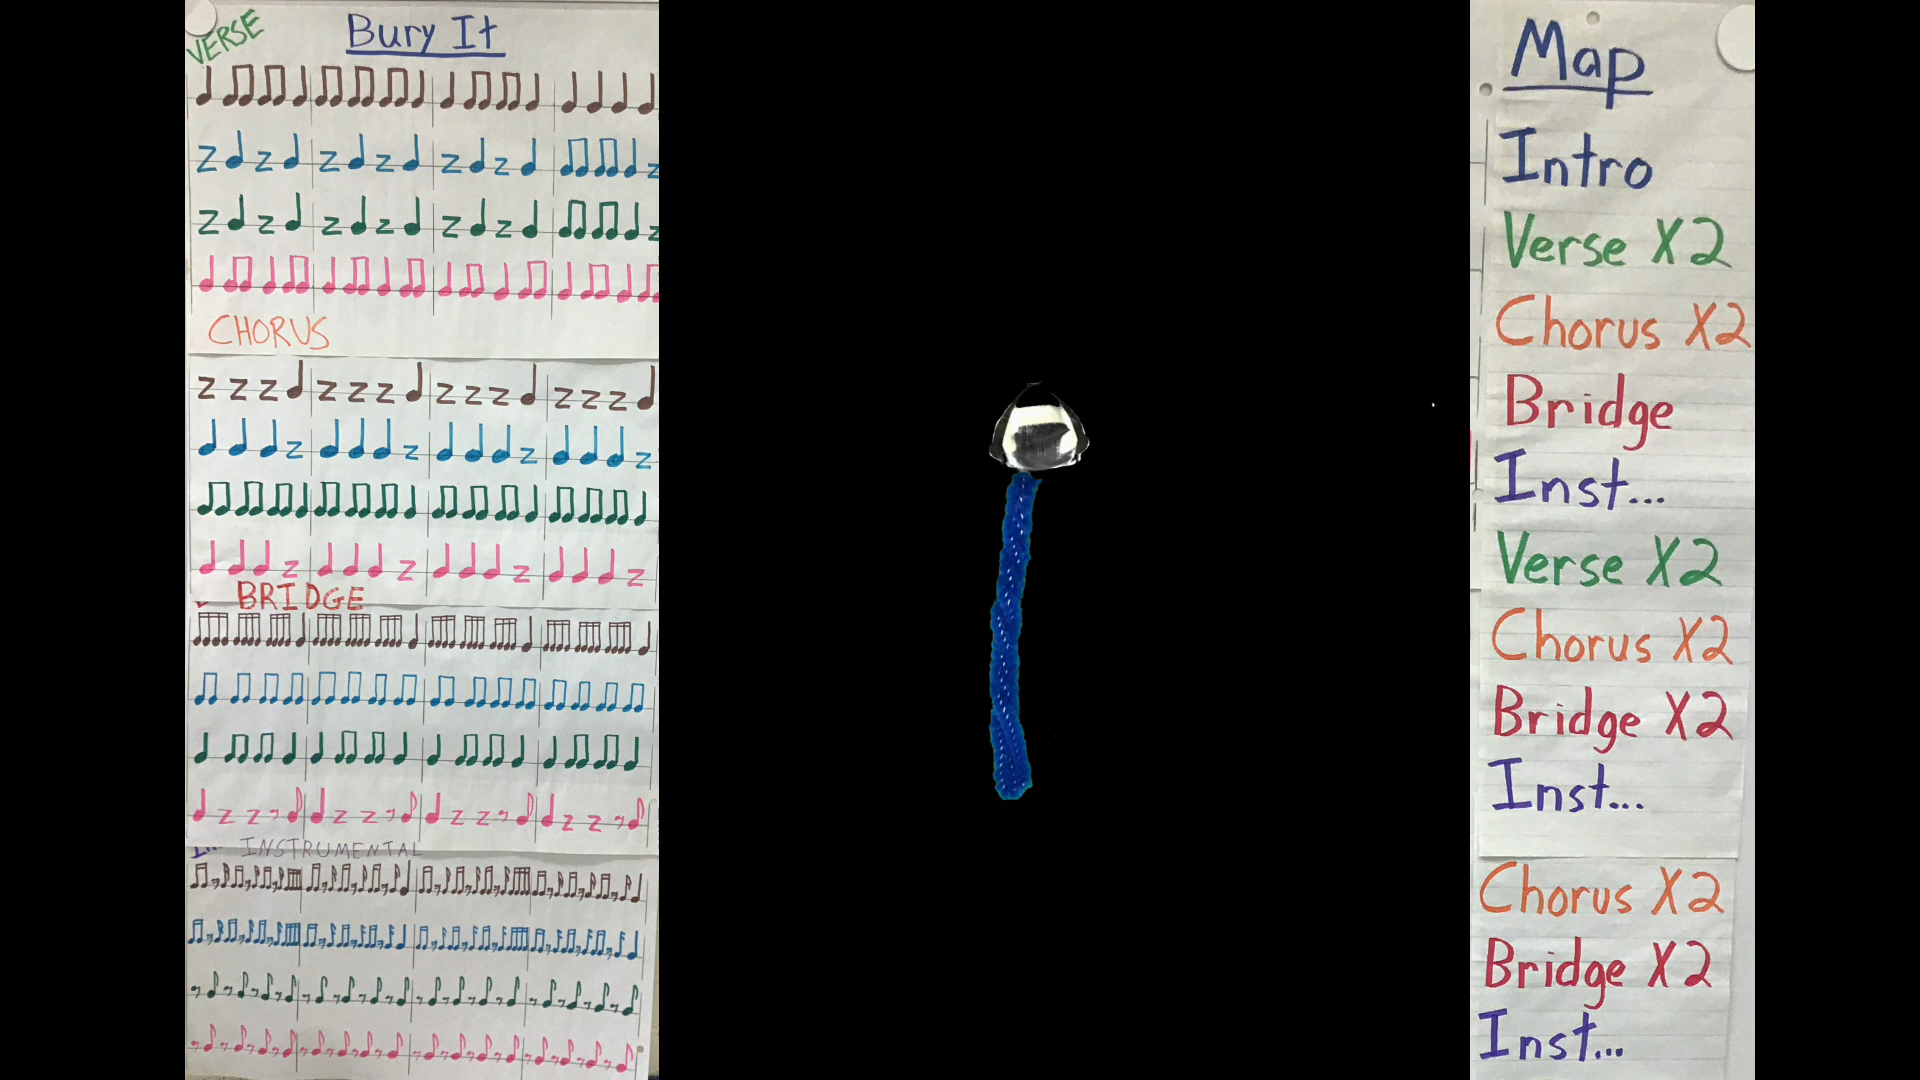 VERSE
Bury It
CHORUS
BRIDGE
INSTRUMENTAL
Map
Intro
Verse X2
Chorus X2
Bridge
Inst...
Verse X2
Chorus X2
Bridge X2
Inst...
Chorus X2
Bridge X2
Inst...